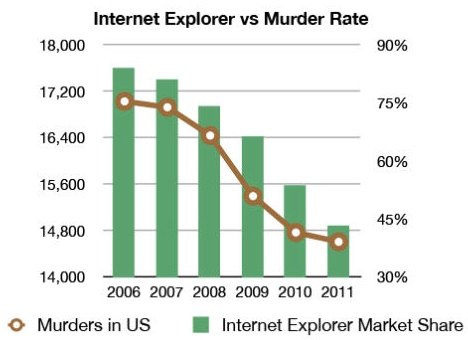 Internet Explorer vs Murder Rate
18,000 90%
17,200 75%
16,400 60%
15,600 45%
14,800 30%
14,000
2006 2007 2008 2009 2010 2011
Murders in US Internet Explorer Market Share